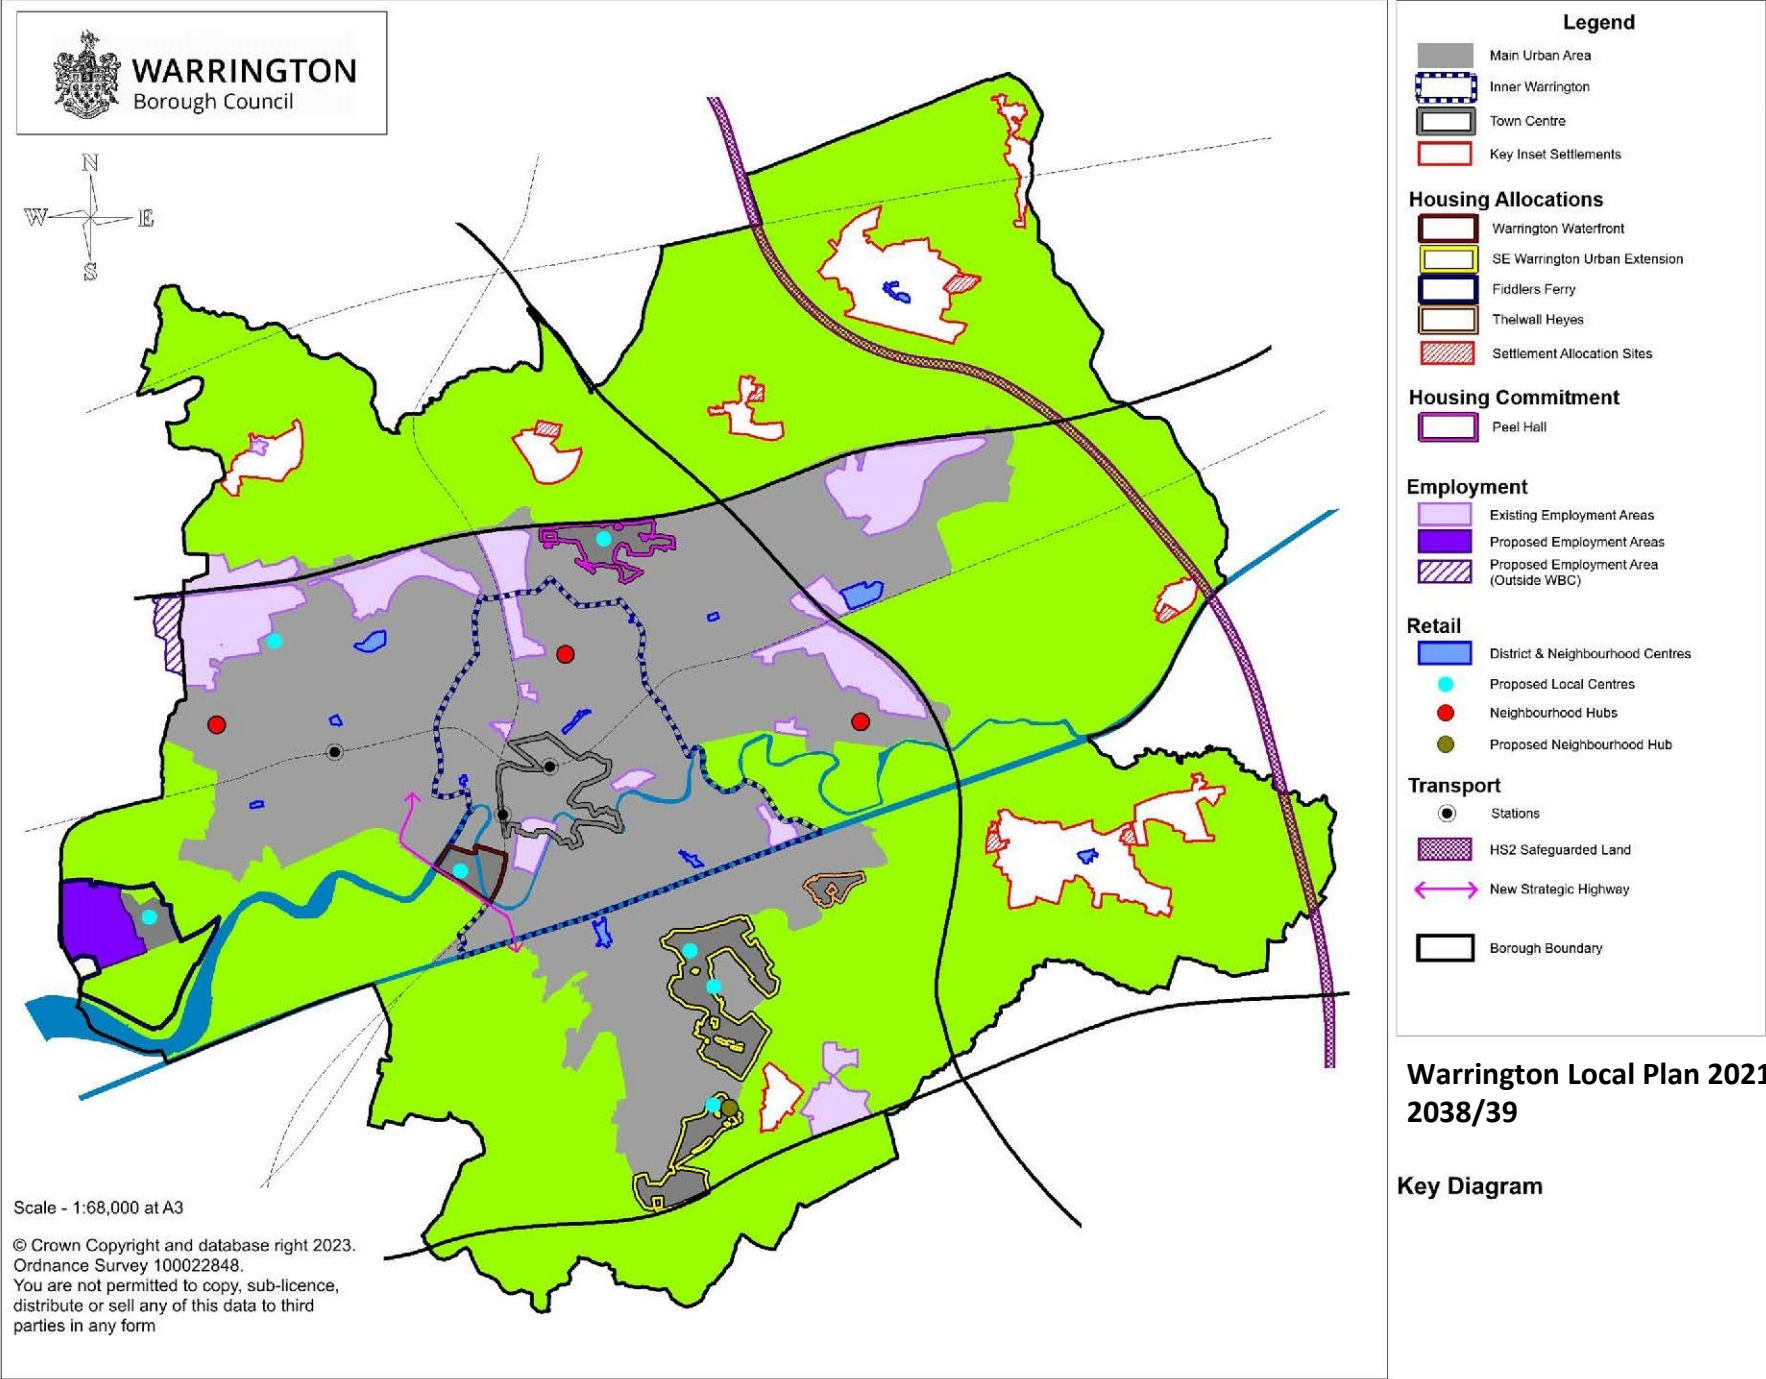 WARRINGTON
Borough Council
N
W E
S
Scale - 1:68,000 at A3
© Crown Copyright and database right 2023.
Ordnance Survey 100022848.
You are not permitted to copy, sub-licence,
distribute or sell any of this data to third
parties in any form
Legend
Main Urban Area
Inner Warrington
Town Centre
Key Inset Settlements
Housing Allocations
Warrington Waterfront
SE Warrington Urban Extension
Fiddlers Ferry
Thelwall Heyes
Settlement Allocation Sites
Housing Commitment
Peel Hall
Employment
Existing Employment Areas
Proposed Employment Areas
Proposed Employment Area
(Outside WBC)
Retail
District & Neighbourhood Centres
Proposed Local Centres
Neighbourhood Hubs
Proposed Neighbourhood Hub
Transport
Stations
HS2 Safeguarded Land
New Strategic Highway
Borough Boundary
Warrington Local Plan 2021
2038/39
Key Diagram